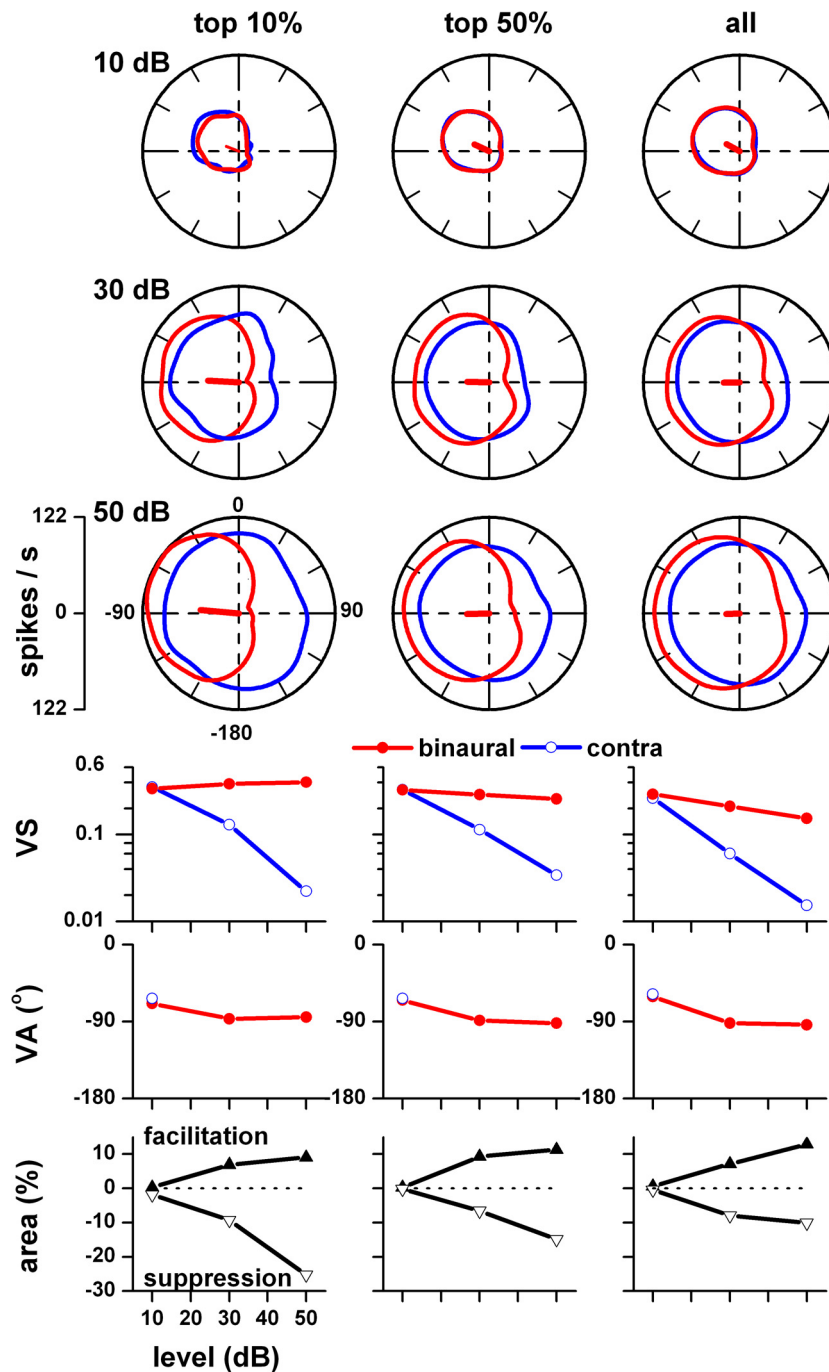 top 10% top 50% all
10 dB
30 dB
50 dB
0
122
spikes / s
0
-90
90
122
-180
binaural contra
0.6
VS
0.1
0.01
0 0 0
VA (°)
-90 -90 -90
-180 -180 -180
facilitation
10
area (%)
0
-10
-20
suppression
-30
10 20 30 40 50
level (dB)